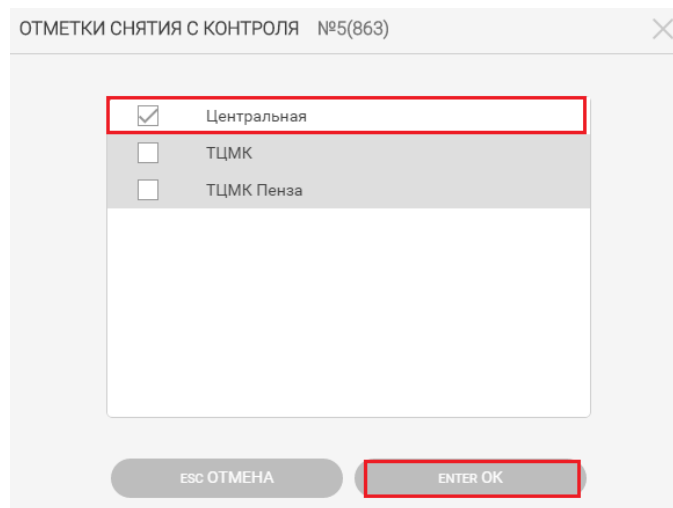 ОТМЕТКИ СНЯТИЯ С КОНТРОЛЯ №5(863)
Центральная
ТЦМК
ТЦМК Пенза
ESC ОТМЕНА ENTER OK